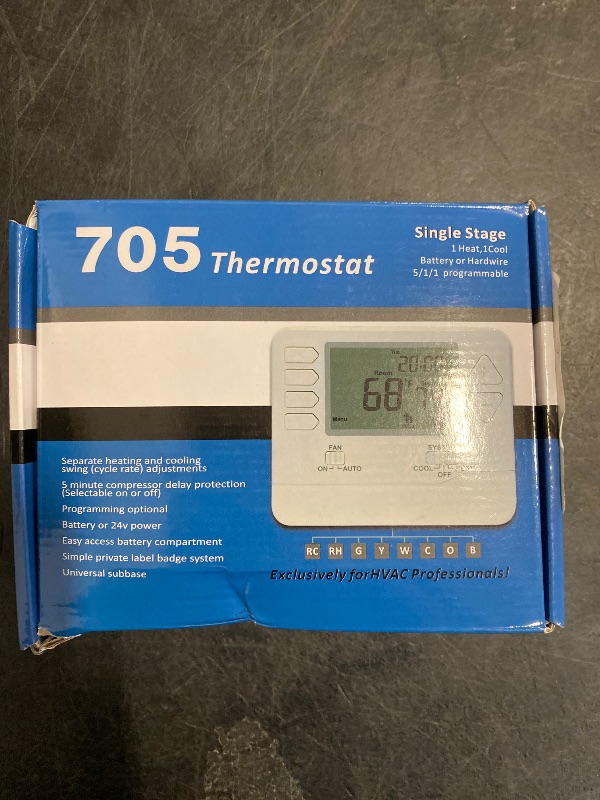 705 Thermostat
Single Stage
1 Heat,1Cool
Battery or Hardwire
5/1/1 programmable
Tue
20:00
Room
68°F
Menu
FAN
ON AUTO
COOL
OFF
Separate heating and cooling
swing (cycle rate) adjustments
5 minute compressor delay protection
(Selectable on or off)
Programming optional
Battery or 24v power
Easy access battery compartment
Simple private label badge system
Universal subbase
RC RH G Y W C O B
Exclusively forHVAC Professionals!